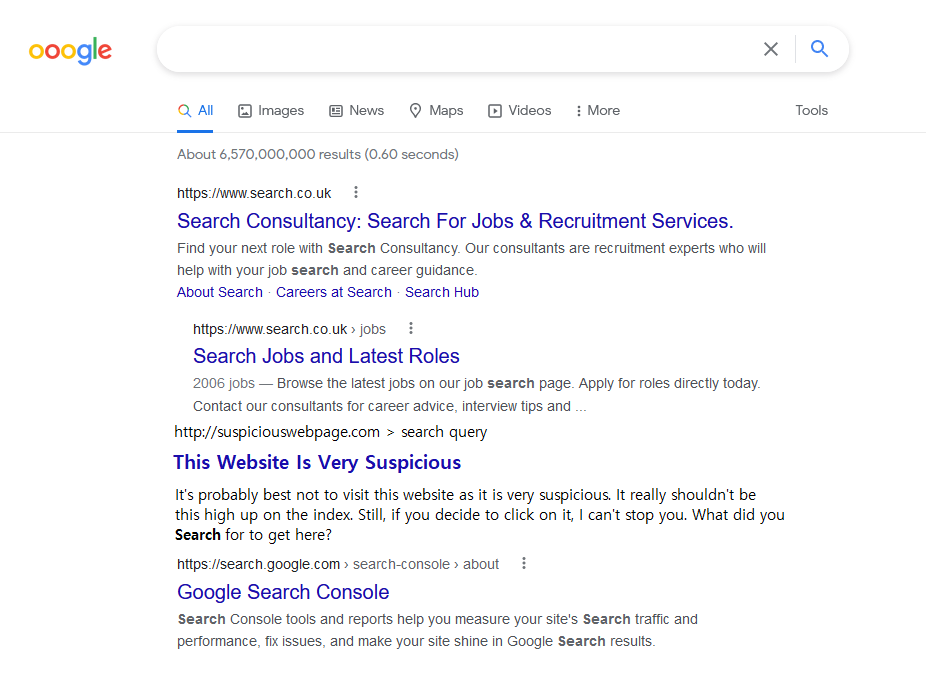 ooogle
All Images News Maps Videos More Tools
About 6,570,000,000 results (0.60 seconds)
https://www.search.co.uk
Search Consultancy: Search For Jobs & Recruitment Services.
Find your next role with Search Consultancy. Our consultants are recruitment experts who will
help with your job search and career guidance.
About Search · Careers at Search · Search Hub
https://www.search.co.uk › jobs
Search Jobs and Latest Roles
2006 jobs — Browse the latest jobs on our job search page. Apply for roles directly today.
Contact our consultants for career advice, interview tips and ...
http://suspiciouswebpage.com > search query
This Website Is Very Suspicious
It's probably best not to visit this website as it is very suspicious. It really shouldn't be
this high up on the index. Still, if you decide to click on it, I can't stop you. What did you
Search for to get here?
https://search.google.com › search-console › about
Google Search Console
Search Console tools and reports help you measure your site's Search traffic and
performance, fix issues, and make your site shine in Google Search results.